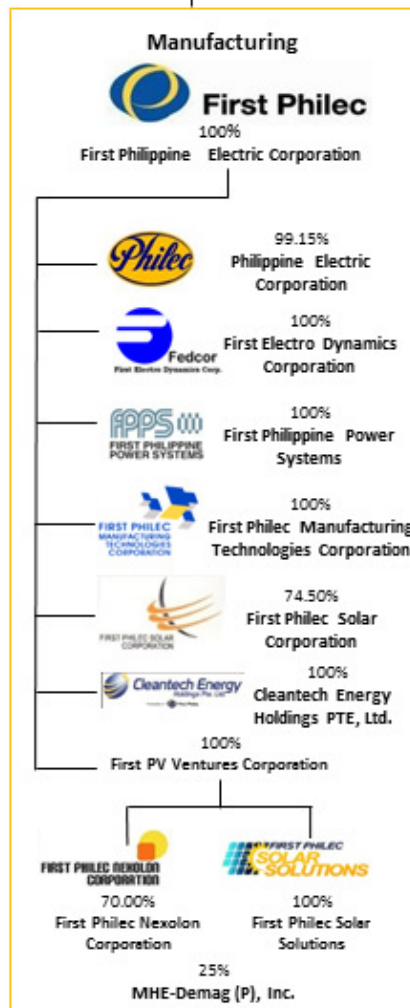 Manufacturing
First Philec
100%
First Philippine Electric Corporation
Philec
99.15%
Philippine Electric
Corporation
Fedcor
First Electro Dynamics Corp.
100%
First Electro Dynamics
Corporation
FPPS
FIRST PHILIPPINE
POWER SYSTEMS
100%
First Philippine Power
Systems
FIRST PHILEC
MANUFACTURING
TECHNOLOGIES
CORPORATION
100%
First Philec Manufacturing
Technologies Corporation
FIRST PHILEC SOLAR
CORPORATION
74.50%
First Philec Solar
Corporation
Cleantech Energy
Holdings Pte. Ltd.
100%
Cleantech Energy
Holdings PTE, Ltd.
100%
First PV Ventures Corporation
FIRST PHILEC NEXOLON
CORPORATION
70.00%
First Philec Nexolon
Corporation
FIRST PHILEC
SOLAR
SOLUTIONS
100%
First Philec Solar
Solutions
25%
MHE-Demag (P), Inc.